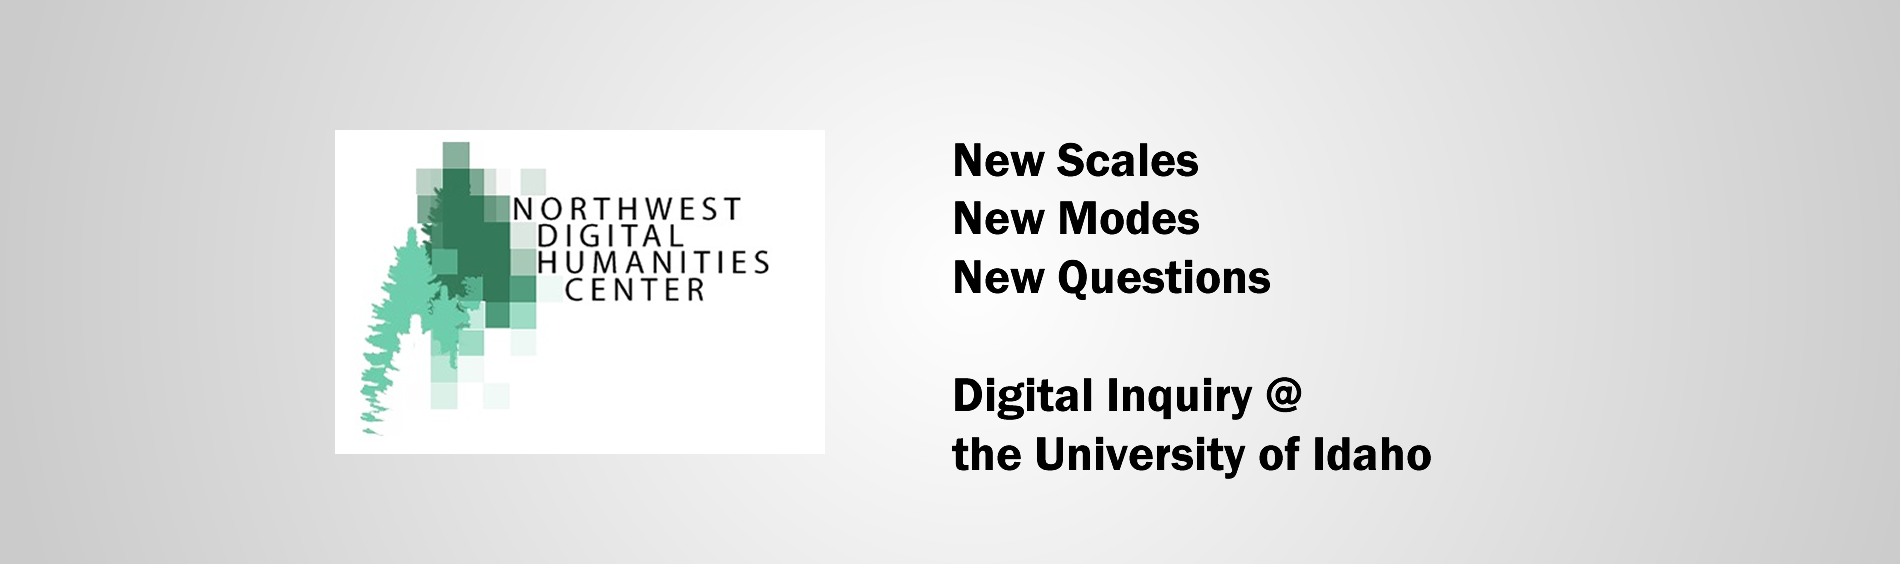 NORTHWEST
DIGITAL
HUMANITIES
CENTER
New Scales
New Modes
New Questions
Digital Inquiry @
the University of Idaho